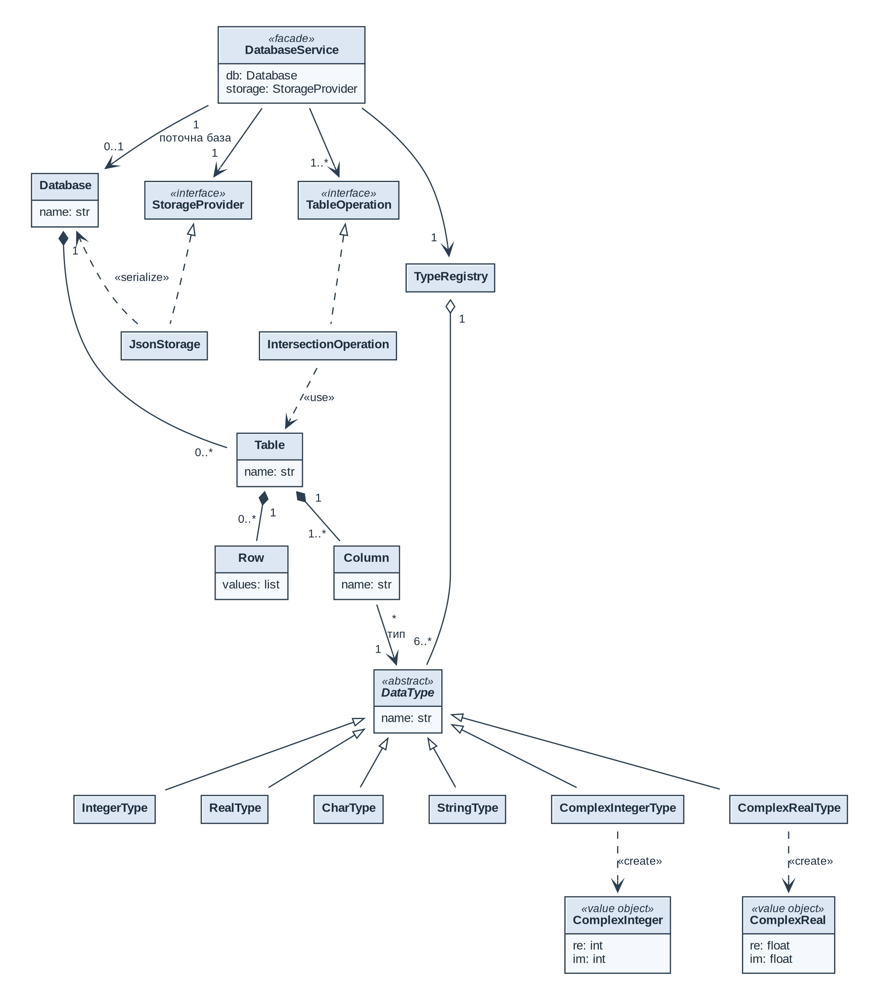 «facade»
DatabaseService
db: Database
storage: StorageProvider
1
поточна база
0..1
1
1..*
Database
name: str
«interface»
StorageProvider
«interface»
TableOperation
1
1
«serialize»
TypeRegistry
1
JsonStorage
IntersectionOperation
«use»
Table
name: str
0..*
1
0..*
1
1..*
Row
values: list
Column
name: str
*
тип
1
6..*
«abstract»
DataType
name: str
IntegerType
RealType
CharType
StringType
ComplexIntegerType
ComplexRealType
«create»
«create»
«value object»
ComplexInteger
re: int
im: int
«value object»
ComplexReal
re: float
im: float